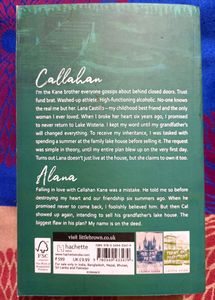 Callahan
I'm the Kane brother everyone gossips about behind closed doors. Trust
fund brat. Washed-up athlete. High-functioning alcoholic. No-one knows
the real me but her. Lana Castillo – my childhood best friend and the only
woman I ever loved. When I broke her heart six years ago, I promised
never to return to Lake Wisteria. I kept my word until my grandfather's will
changed everything. To receive my inheritance, I was tasked with
spending a summer at the family lake house before selling it. The request
was simple in theory, until my entire plan blew up on the very first day.
Turns out Lana doesn't just live at the house, but she claims to own it too.
Alana
Falling in love with Callahan Kane was a mistake. He told me so before
destroying my heart and our friendship six summers ago. When he
promised never to come back, I foolishly believed him. But then Cal
showed up again, intending to sell his grandfather's lake house. The
biggest flaw in his plan? My name is on the deed.
visit littlebrown.co.uk
hachette
FSC